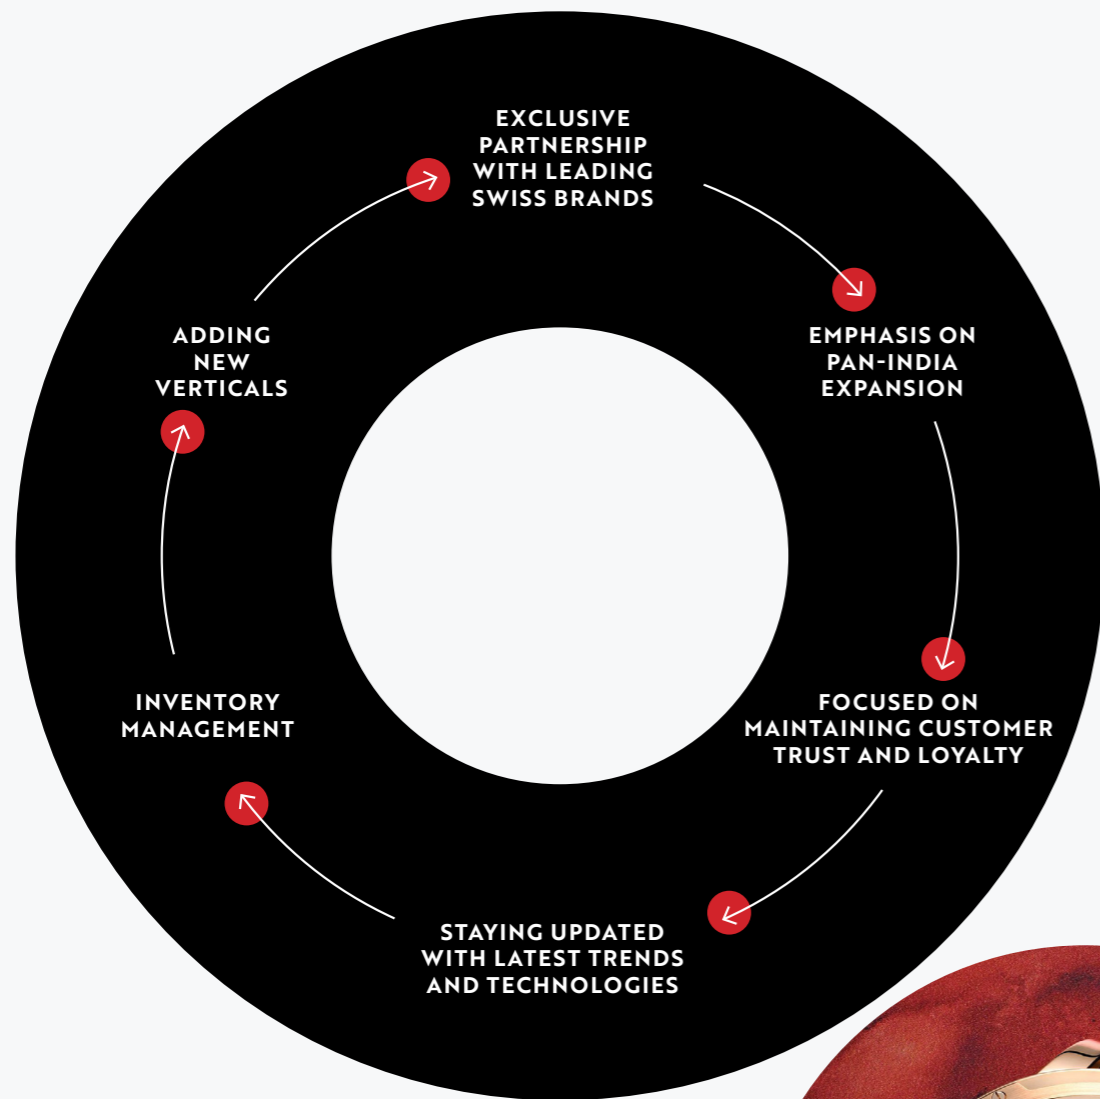 EXCLUSIVE
PARTNERSHIP
WITH LEADING
SWISS BRANDS
EMPHASIS ON
PAN-INDIA
EXPANSION
FOCUSED ON
MAINTAINING CUSTOMER
TRUST AND LOYALTY
STAYING UPDATED
WITH LATEST TRENDS
AND TECHNOLOGIES
INVENTORY
MANAGEMENT
ADDING
NEW
VERTICALS